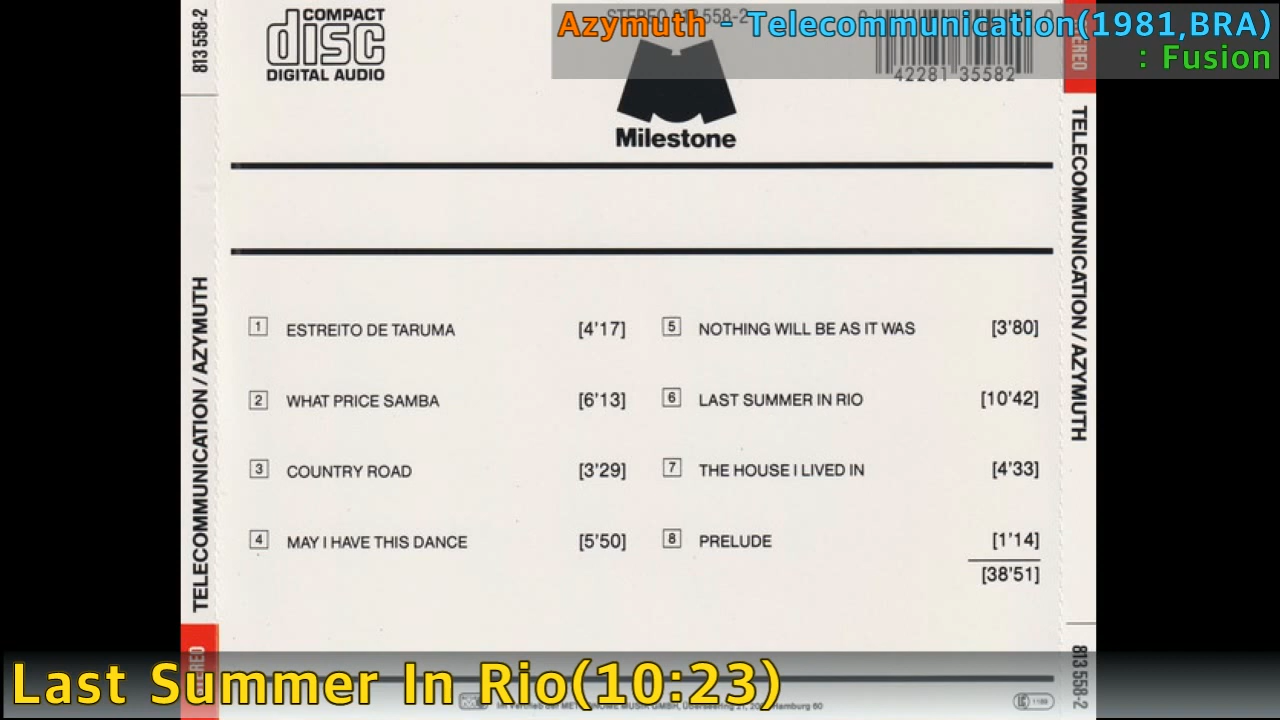 813 558-2
COMPACT
disc
DIGITAL AUDIO
STEREO 813 558-2
Azymuth - Telecommunication(1981,BRA)
: Fusion
42281 35582
Milestone
TELECOMMUNICATION / AZYMUTH
TELECOMMUNICATION / AZYMUTH
1 ESTREITO DE TARUMA [4'17]
2 WHAT PRICE SAMBA [6'13]
3 COUNTRY ROAD [3'29]
4 MAY I HAVE THIS DANCE [5'50]
5 NOTHING WILL BE AS IT WAS [3'80]
6 LAST SUMMER IN RIO [10'42]
7 THE HOUSE I LIVED IN [4'33]
8 PRELUDE [1'14]
[38'51]
813 558-2
Last Summer In Rio(10:23)